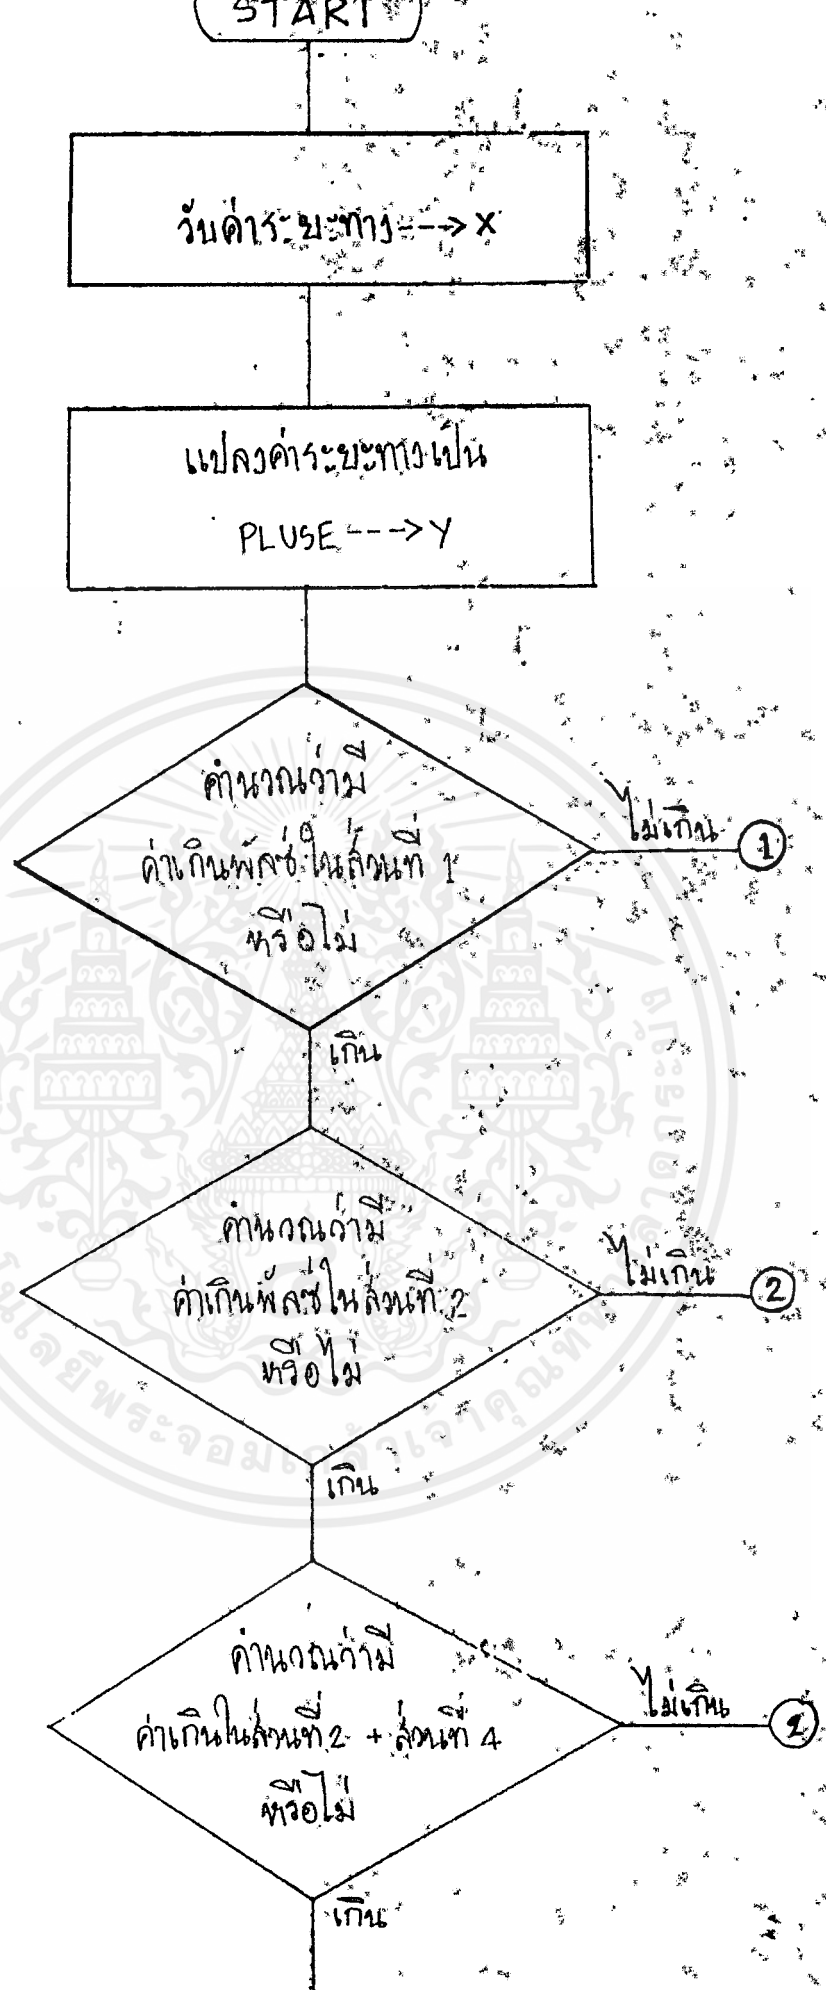 START
วับค่าระยะทาง ---> X
แปลงค่าระยะทางเป็น
PLUSE ---> Y
คำนวณว่ามี
ค่าเกินพัลซ์ในส่วนที่ 1
หรือไม่
ไม่เกิน
1
เกิน
คำนวณว่ามี
ค่าเกินพัลซ์ในส่วนที่ 2
หรือไม่
ไม่เกิน
2
เกิน
คำนวณว่ามี
ค่าเกินในส่วนที่ 2 + ส่วนที่ 4
หรือไม่
ไม่เกิน
2
เกิน